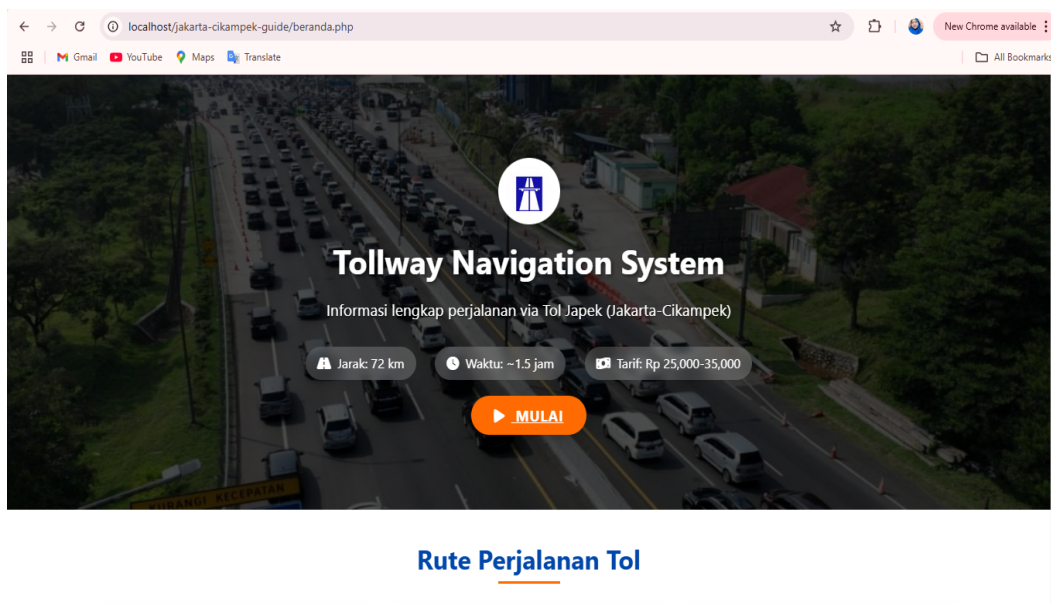 localhost/jakarta-cikampek-guide/beranda.php
New Chrome available
Gmail
YouTube
Maps
Translate
All Bookmarks
Tollway Navigation System
Informasi lengkap perjalanan via Tol Japek (Jakarta-Cikampek)
Jarak: 72 km
Waktu: ~1.5 jam
Tarif: Rp 25,000-35,000
MULAI
KURANGI KECEPATAN
Rute Perjalanan Tol